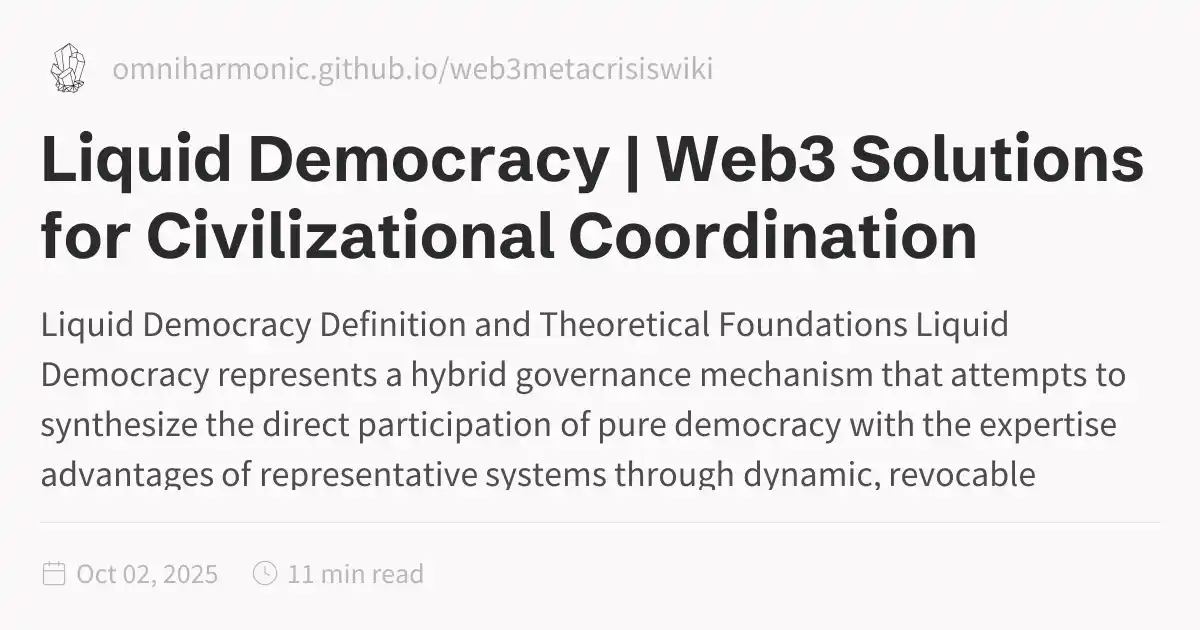 omniharmonic.github.io/web3metacrisiswiki
Liquid Democracy | Web3 Solutions
for Civilizational Coordination
Liquid Democracy Definition and Theoretical Foundations Liquid
Democracy represents a hybrid governance mechanism that attempts to
synthesize the direct participation of pure democracy with the expertise
advantages of representative systems through dynamic, revocable
Oct 02, 2025
11 min read